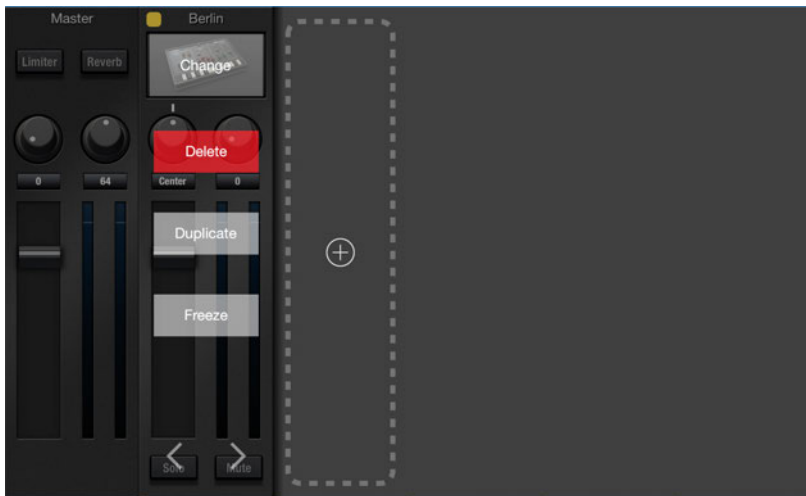 Master
Berlin
Limiter
Reverb
Change
Delete
0
64
Center
0
Duplicate
Freeze
Solo
Mute